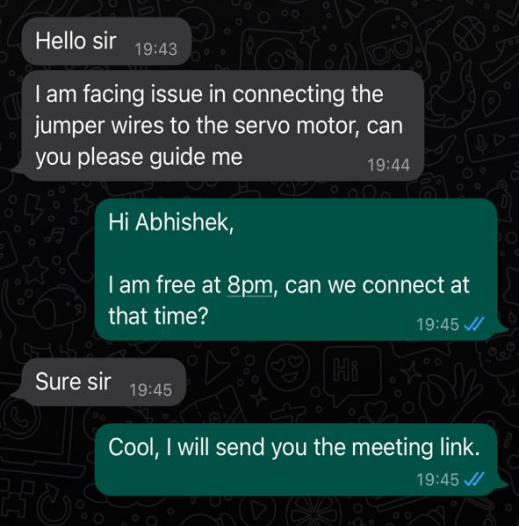 Hello sir 19:43
I am facing issue in connecting the
jumper wires to the servo motor, can
you please guide me 19:44
Hi Abhishek,
I am free at 8pm, can we connect at
that time? 19:45
Sure sir 19:45
Cool, I will send you the meeting link.
19:45